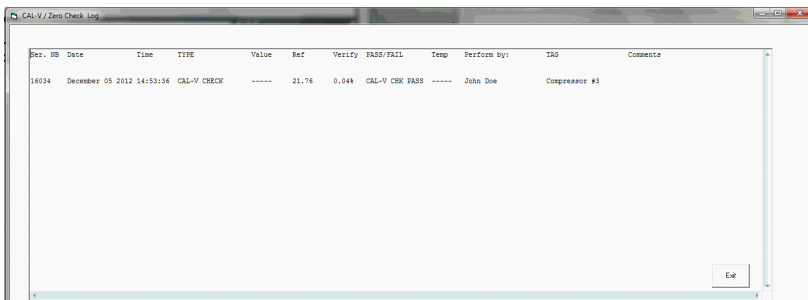 CAL-V / Zero Check Log
Ser. NB Date Time TYPE Value Ref Verify PASS/FAIL Temp Perform by: TAG Comments
16034 December 05 2012 14:53:36 CAL-V CHECK ----- 21.76 0.04% CAL-V CHK PASS ----- John Doe Compressor #3
Exit